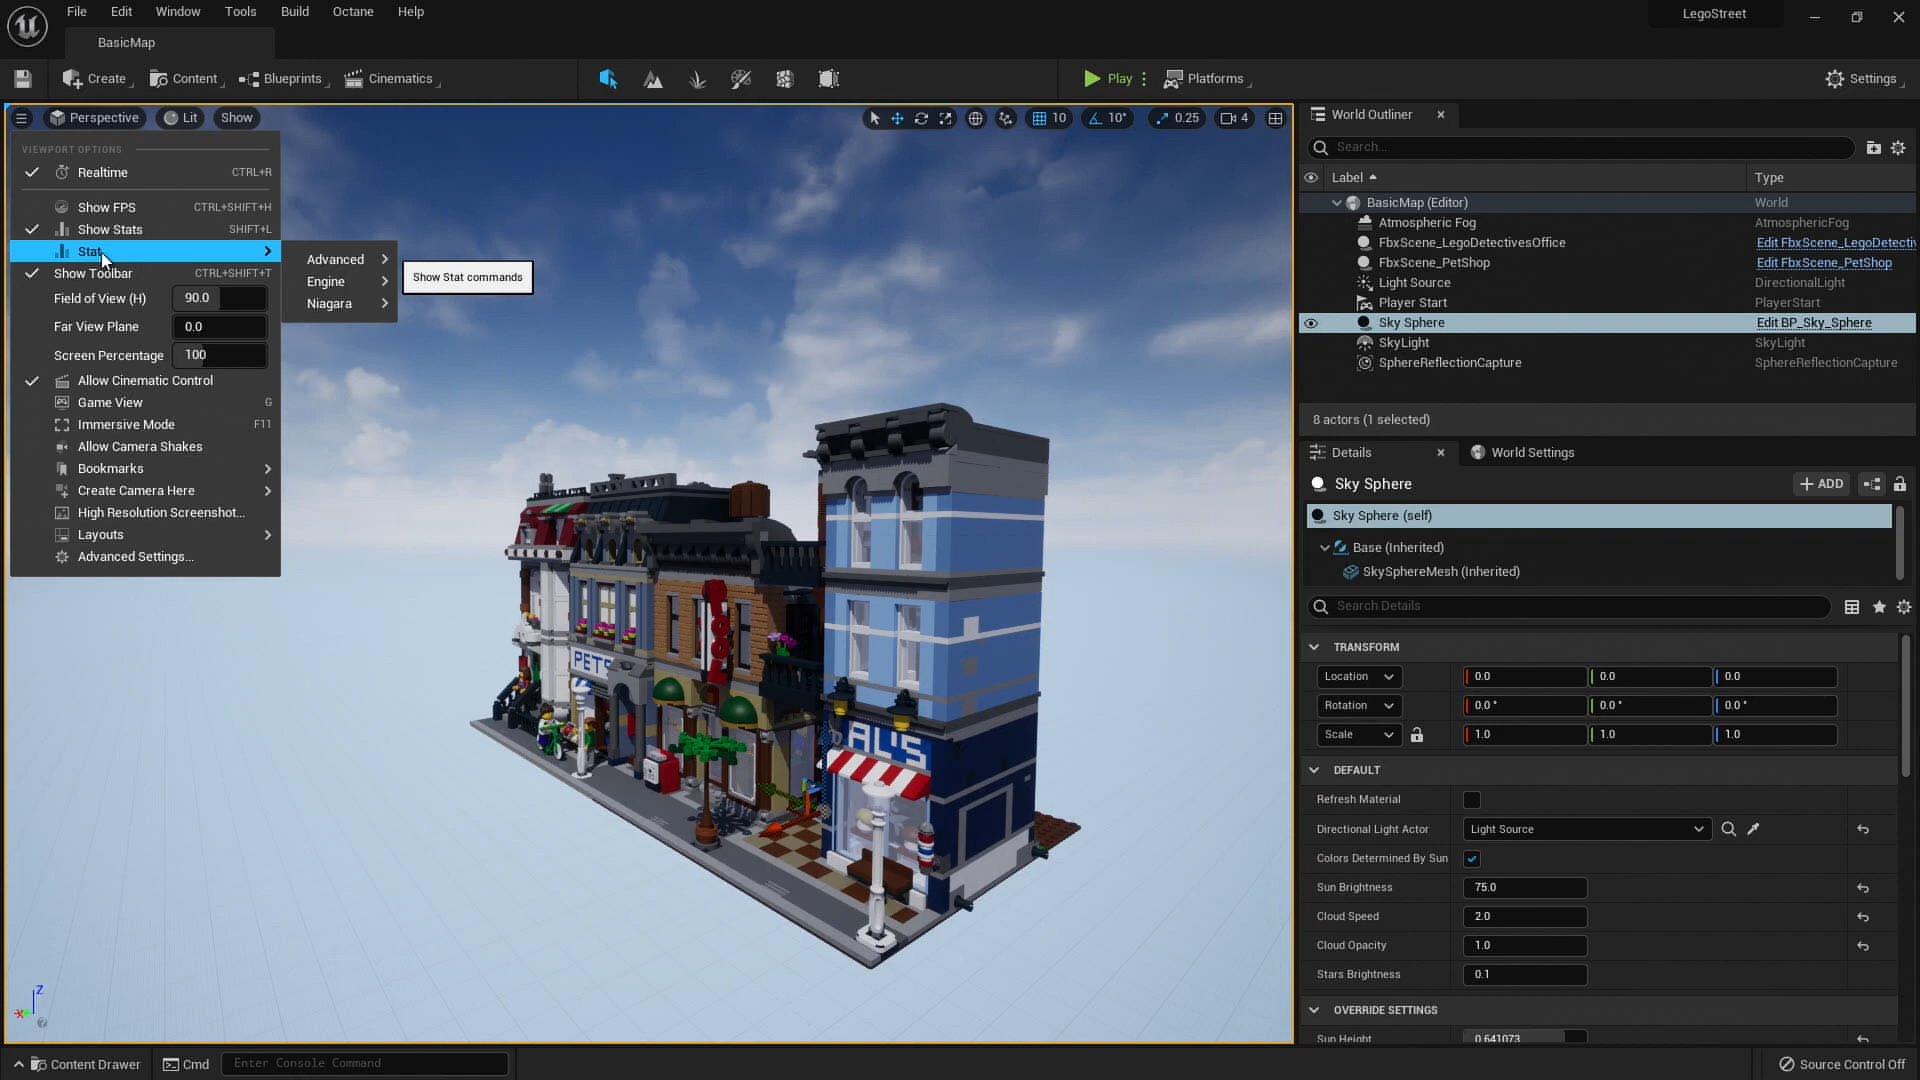 File Edit Window Tools Build Octane Help
LegoStreet
BasicMap
Create Content Blueprints Cinematics Play Platforms Settings
Perspective Lit Show 10 10° 0.25 4
VIEWPORT OPTIONS
Realtime CTRL+R
Show FPS CTRL+SHIFT+H
Show Stats SHIFT+L
Stat
Show Toolbar CTRL+SHIFT+T
Field of View (H) 90.0
Far View Plane 0.0
Screen Percentage 100
Allow Cinematic Control
Game View G
Immersive Mode F11
Allow Camera Shakes
Bookmarks
Create Camera Here
High Resolution Screenshot...
Layouts
Advanced Settings...
Advanced
Engine
Niagara
Show Stat commands
PETS
POOL
AL'S
Z
X
World Outliner
Search...
Label Type
BasicMap (Editor) World
Atmospheric Fog AtmosphericFog
FbxScene_LegoDetectivesOffice Edit FbxScene_LegoDetectiv
FbxScene_PetShop Edit FbxScene_PetShop
Light Source DirectionalLight
Player Start PlayerStart
Sky Sphere Edit BP_Sky_Sphere
SkyLight SkyLight
SphereReflectionCapture SphereReflectionCapture
8 actors (1 selected)
Details World Settings
Sky Sphere + ADD
Sky Sphere (self)
Base (Inherited)
SkySphereMesh (Inherited)
Search Details
TRANSFORM
Location 0.0 0.0 0.0
Rotation 0.0 ° 0.0 ° 0.0 °
Scale 1.0 1.0 1.0
DEFAULT
Refresh Material
Directional Light Actor Light Source
Colors Determined By Sun
Sun Brightness 75.0
Cloud Speed 2.0
Cloud Opacity 1.0
Stars Brightness 0.1
OVERRIDE SETTINGS
Sun Height 0.641073
Content Drawer Cmd Enter Console Command Source Control Off